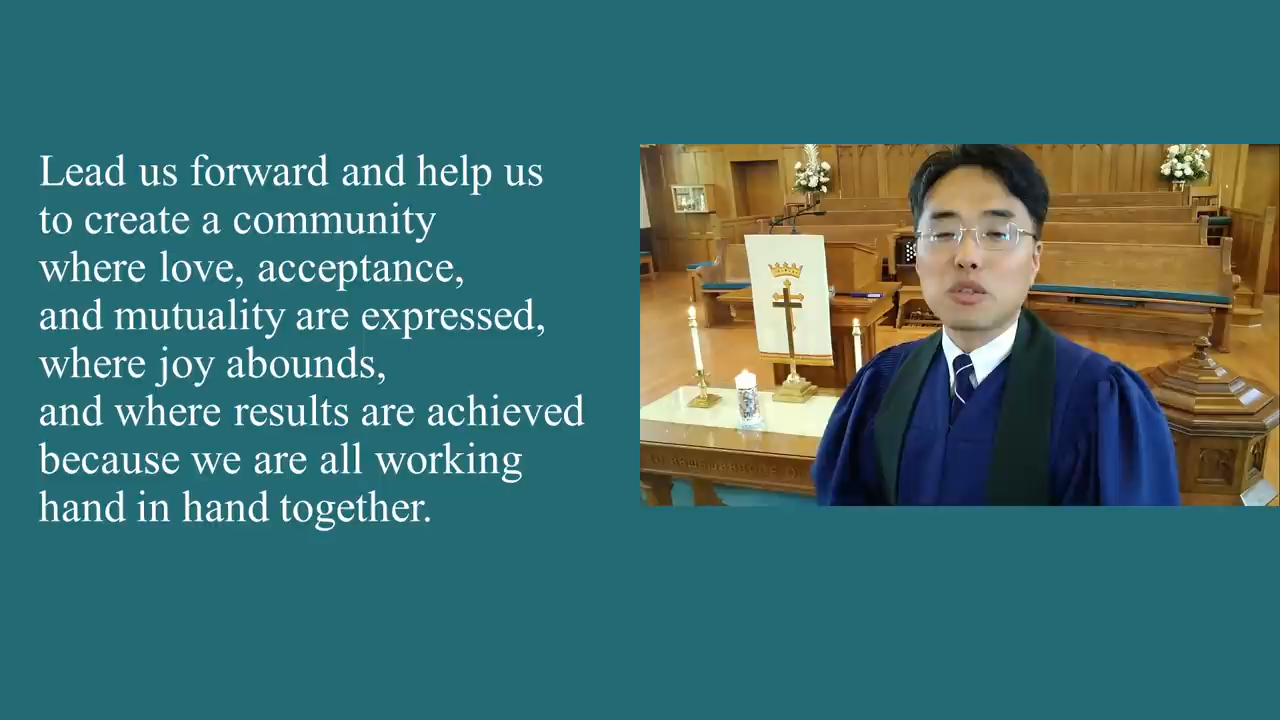 Lead us forward and help us
to create a community
where love, acceptance,
and mutuality are expressed,
where joy abounds,
and where results are achieved
because we are all working
hand in hand together.